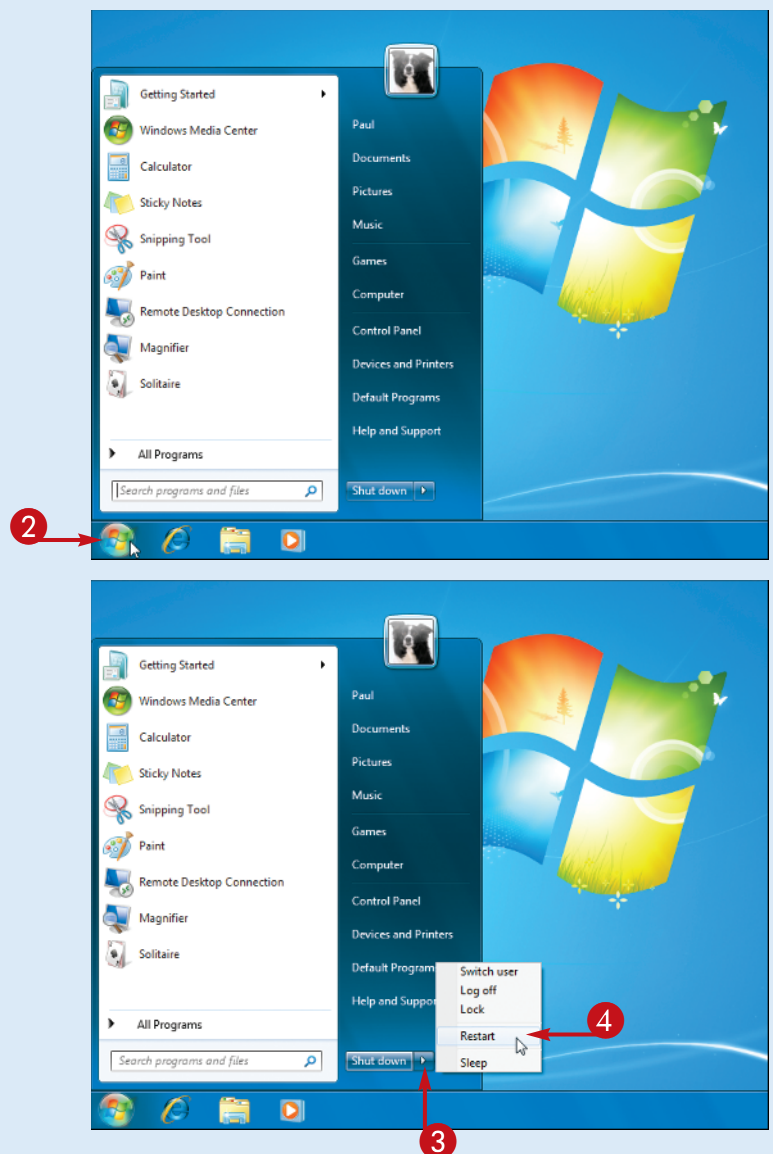 Getting Started
Windows Media Center
Calculator
Sticky Notes
Snipping Tool
Paint
Remote Desktop Connection
Magnifier
Solitaire
All Programs
Search programs and files
Paul
Documents
Pictures
Music
Games
Computer
Control Panel
Devices and Printers
Default Programs
Help and Support
Shut down
2
Getting Started
Windows Media Center
Calculator
Sticky Notes
Snipping Tool
Paint
Remote Desktop Connection
Magnifier
Solitaire
All Programs
Search programs and files
Paul
Documents
Pictures
Music
Games
Computer
Control Panel
Devices and Printers
Default Program
Help and Suppor
Shut down
Switch user
Log off
Lock
Restart
Sleep
4
3